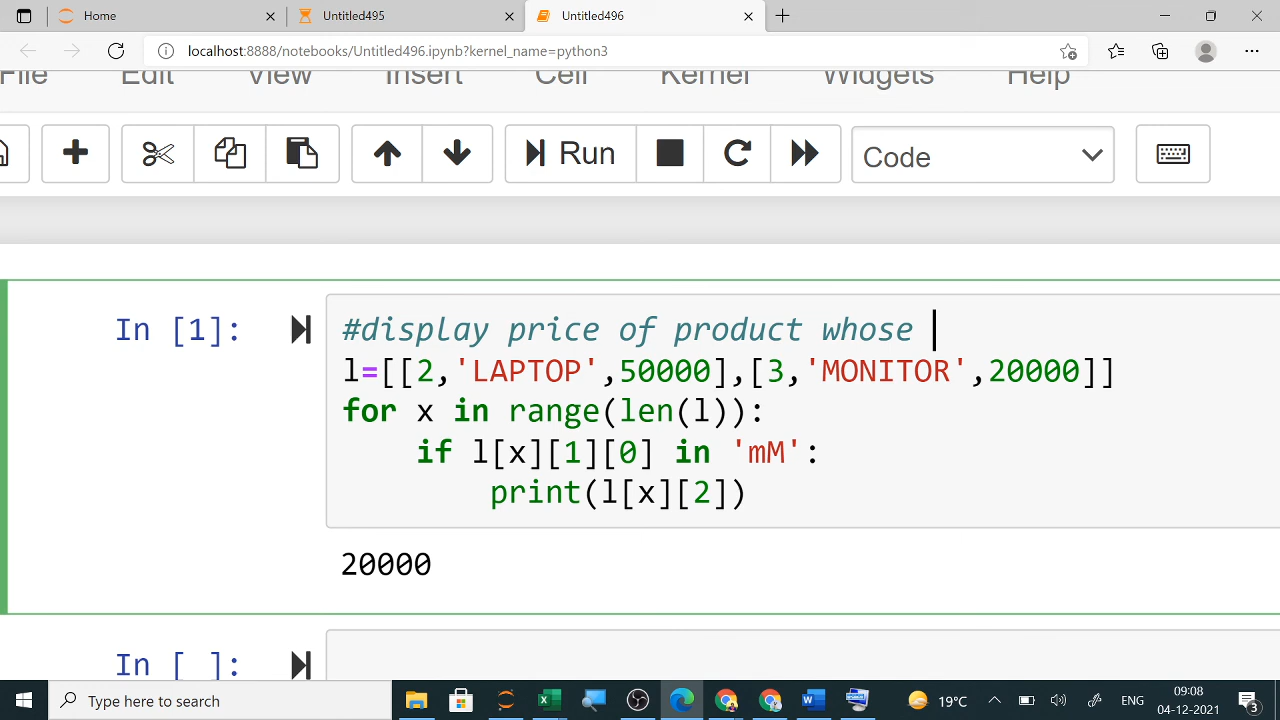 Home
Untitled495
Untitled496
localhost:8888/notebooks/Untitled496.ipynb?kernel_name=python3
File Edit View Insert Cell Kernel Widgets Help
Run
Code
In [1]:
#display price of product whose
l=[[2,'LAPTOP',50000],[3,'MONITOR',20000]]
for x in range(len(l)):
    if l[x][1][0] in 'mM':
        print(l[x][2])
20000
In [ ]:
Type here to search
W
19°C
ENG
09:08
04-12-2021
3